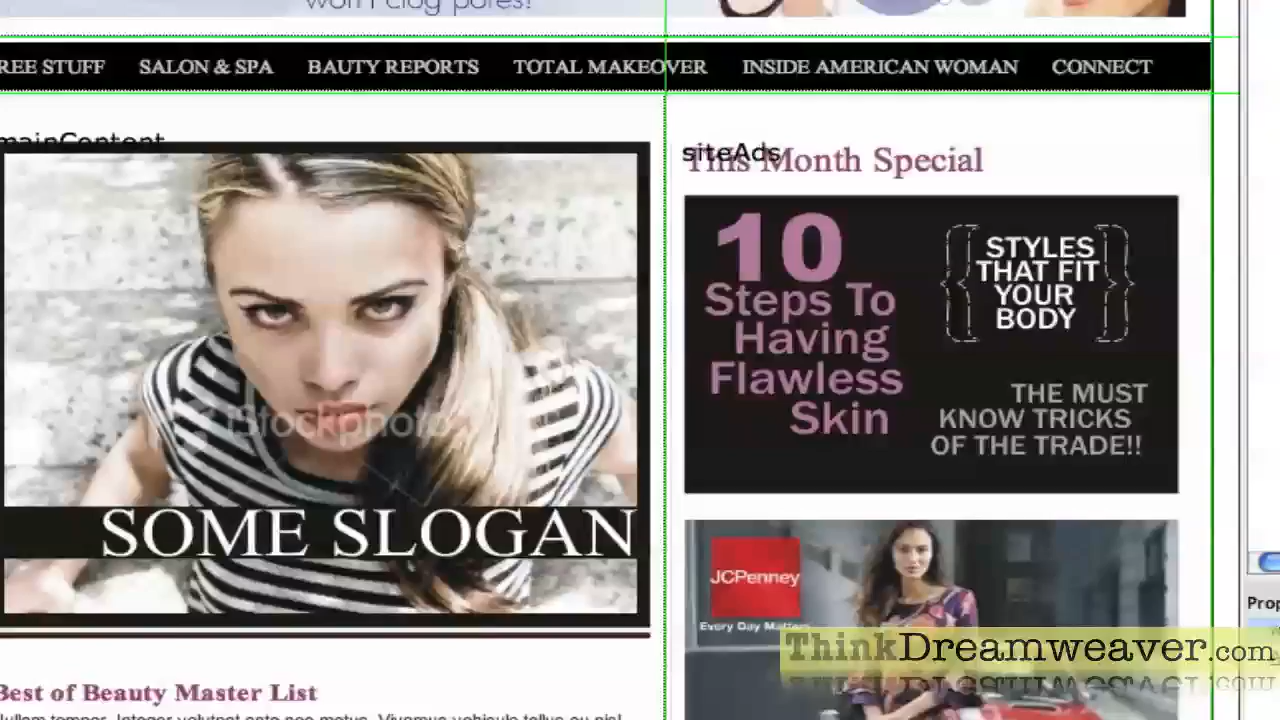 won't clog pores!
REE STUFF SALON & SPA BAUTY REPORTS TOTAL MAKEOVER INSIDE AMERICAN WOMAN CONNECT
mainContent
siteAds
This Month Special
10
Steps To
Having
Flawless
Skin
STYLES
THAT FIT
YOUR
BODY
THE MUST
KNOW TRICKS
OF THE TRADE!!
iStockphoto
SOME SLOGAN
JCPenney
Every Day Matters
ThinkDreamweaver.com
Prop
Best of Beauty Master List